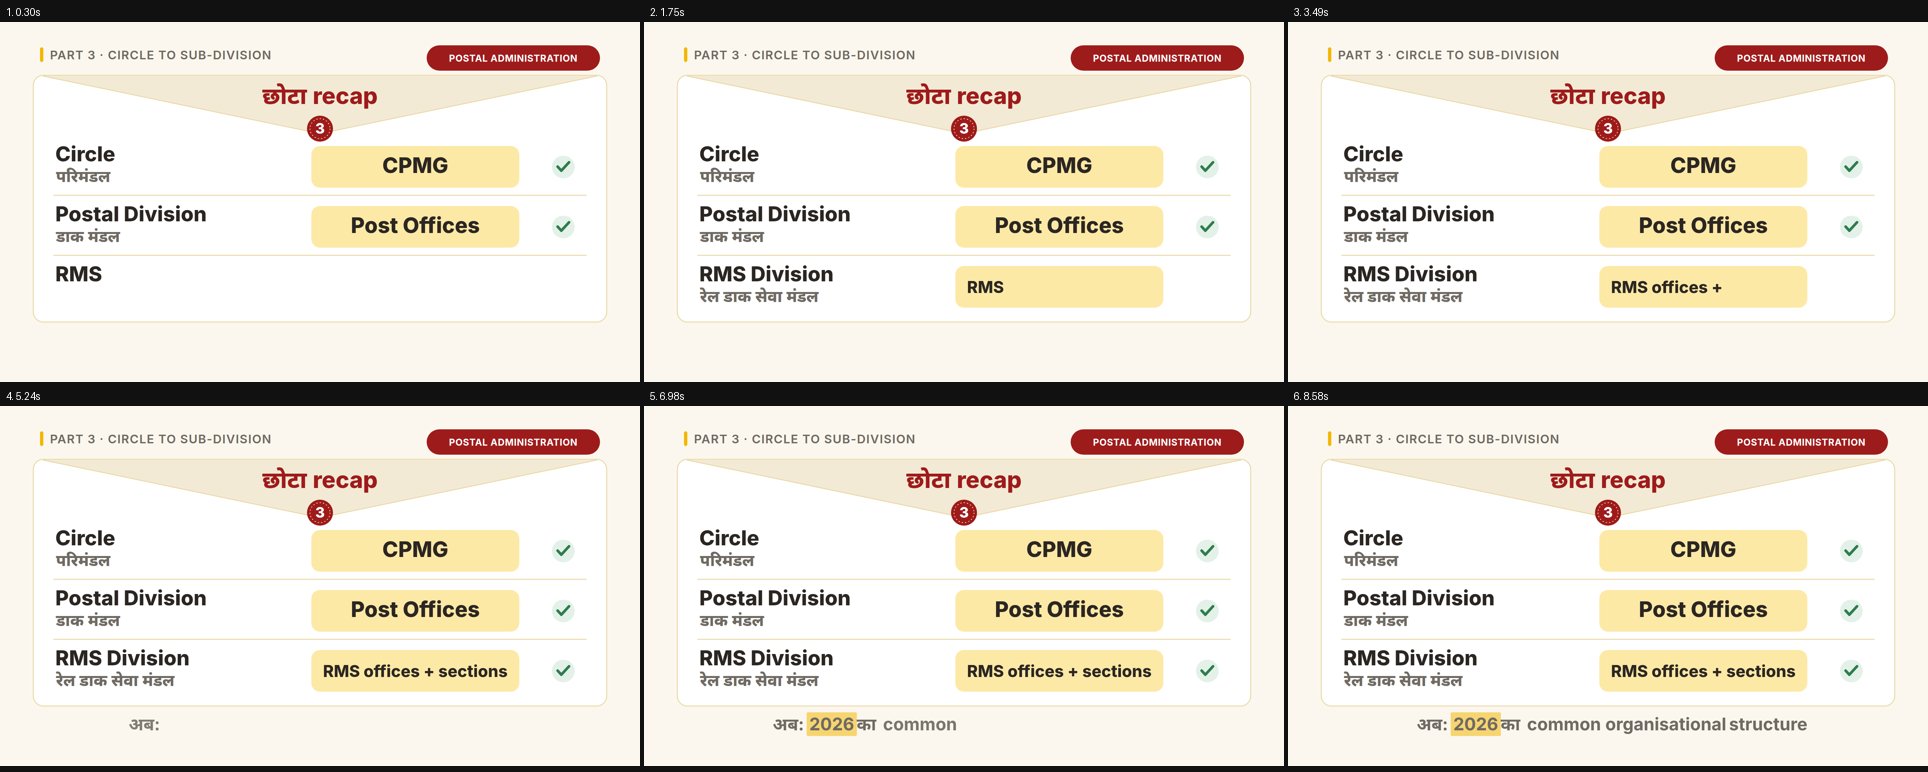 1. 0.30s
PART 3 · CIRCLE TO SUB-DIVISION
POSTAL ADMINISTRATION
छोटा recap
3
Circle
परिमंडल
CPMG
Postal Division
डाक मंडल
Post Offices
RMS
2. 1.75s
PART 3 · CIRCLE TO SUB-DIVISION
POSTAL ADMINISTRATION
छोटा recap
3
Circle
परिमंडल
CPMG
Postal Division
डाक मंडल
Post Offices
RMS Division
रेल डाक सेवा मंडल
RMS
3. 3.49s
PART 3 · CIRCLE TO SUB-DIVISION
POSTAL ADMINISTRATION
छोटा recap
3
Circle
परिमंडल
CPMG
Postal Division
डाक मंडल
Post Offices
RMS Division
रेल डाक सेवा मंडल
RMS offices +
4. 5.24s
PART 3 · CIRCLE TO SUB-DIVISION
POSTAL ADMINISTRATION
छोटा recap
3
Circle
परिमंडल
CPMG
Postal Division
डाक मंडल
Post Offices
RMS Division
रेल डाक सेवा मंडल
RMS offices + sections
अब:
5. 6.98s
PART 3 · CIRCLE TO SUB-DIVISION
POSTAL ADMINISTRATION
छोटा recap
3
Circle
परिमंडल
CPMG
Postal Division
डाक मंडल
Post Offices
RMS Division
रेल डाक सेवा मंडल
RMS offices + sections
अब: 2026 का common
6. 8.58s
PART 3 · CIRCLE TO SUB-DIVISION
POSTAL ADMINISTRATION
छोटा recap
3
Circle
परिमंडल
CPMG
Postal Division
डाक मंडल
Post Offices
RMS Division
रेल डाक सेवा मंडल
RMS offices + sections
अब: 2026 का common organisational structure